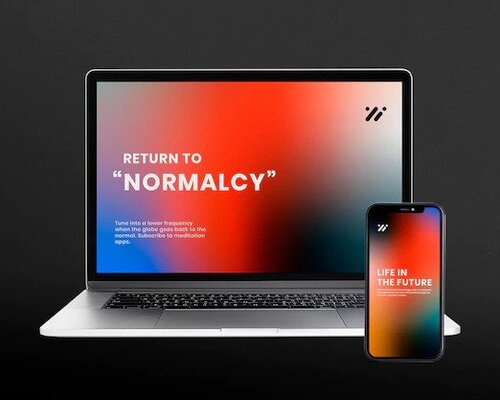 RETURN TO
“NORMALCY”
Tune into a lower frequency
when the globe goes back to the
normal. Subscribe to meditation
apps.
LIFE IN
THE FUTURE